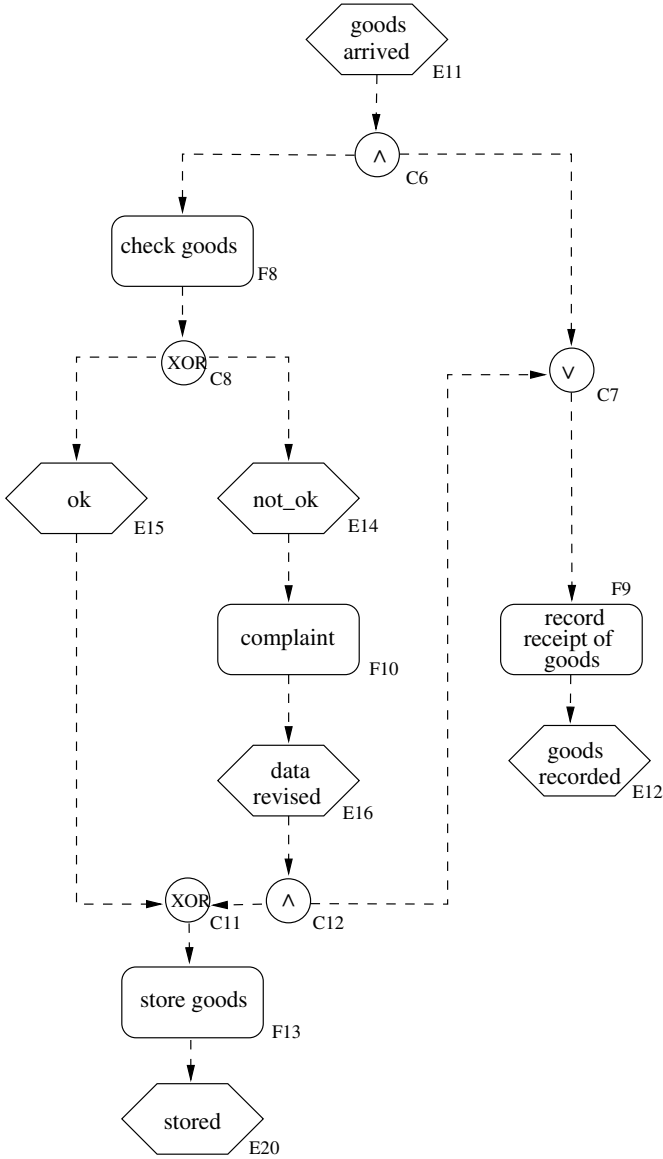 goods
arrived
E11
∧
C6
check goods
F8
XOR
C8
∨
C7
ok
E15
not_ok
E14
F9
complaint
F10
record
receipt of
goods
data
revised
E16
goods
recorded
E12
XOR
C11
∧
C12
store goods
F13
stored
E20